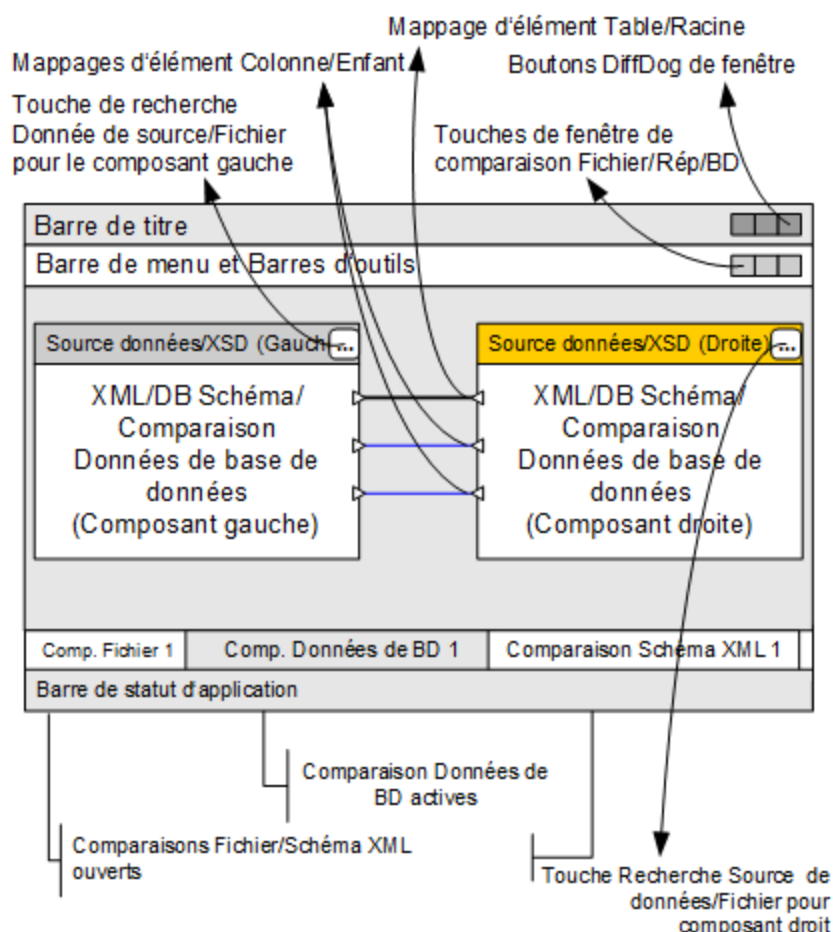 Mappage d'élément Table/Racine
Mappages d'élément Colonne/Enfant
Boutons DiffDog de fenêtre
Touche de recherche
Donnée de source/Fichier
pour le composant gauche
Touches de fenêtre de
comparaison Fichier/Rép/BD
Barre de titre
Barre de menu et Barres d'outils
Source données/XSD (Gauch
...
Source données/XSD (Droite)
...
XML/DB Schéma/
Comparaison
Données de base de
données
(Composant gauche)
XML/DB Schéma/
Comparaison
Données de base de
données
(Composant droite)
Comp. Fichier 1
Comp. Données de BD 1
Comparaison Schéma XML 1
Barre de statut d'application
Comparaison Données de
BD actives
Comparaisons Fichier/Schéma XML
ouverts
Touche Recherche Source de
données/Fichier pour
composant droit